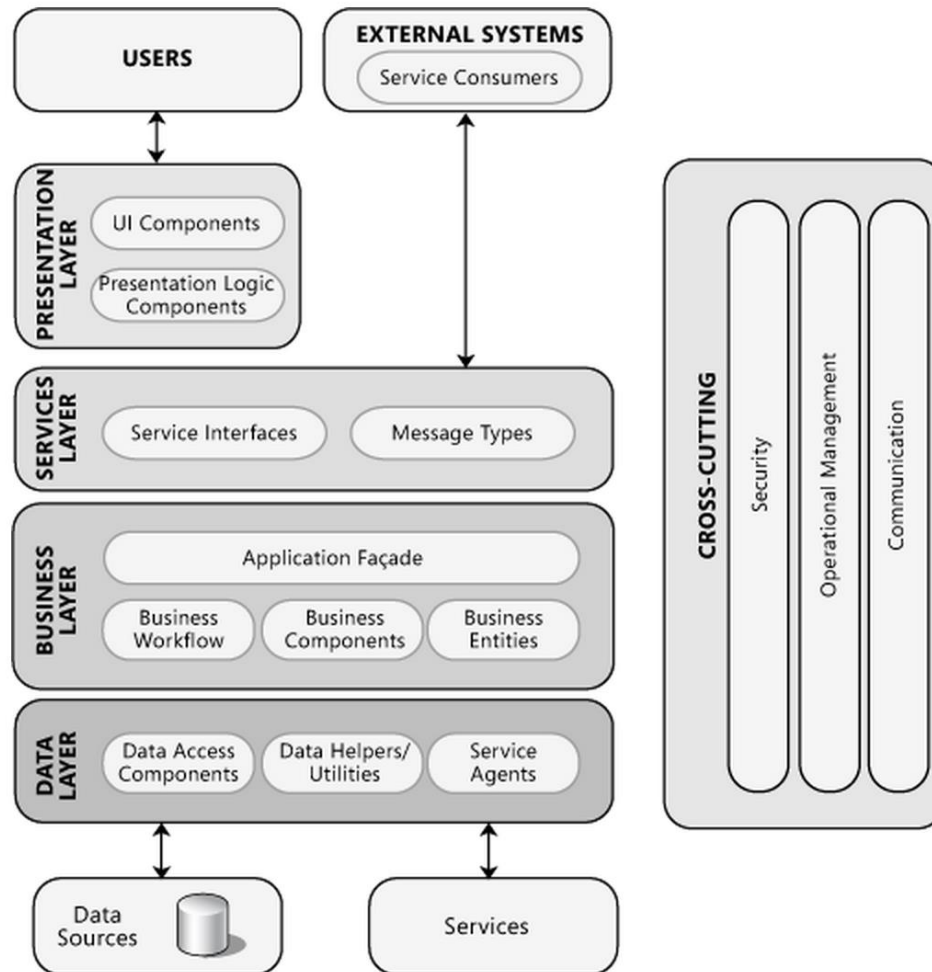 USERS
EXTERNAL SYSTEMS
Service Consumers
PRESENTATION
LAYER
UI Components
Presentation Logic
Components
SERVICES
LAYER
Service Interfaces
Message Types
BUSINESS
LAYER
Application Façade
Business
Workflow
Business
Components
Business
Entities
DATA
LAYER
Data Access
Components
Data Helpers/
Utilities
Service
Agents
Data
Sources
Services
CROSS-CUTTING
Security
Operational Management
Communication